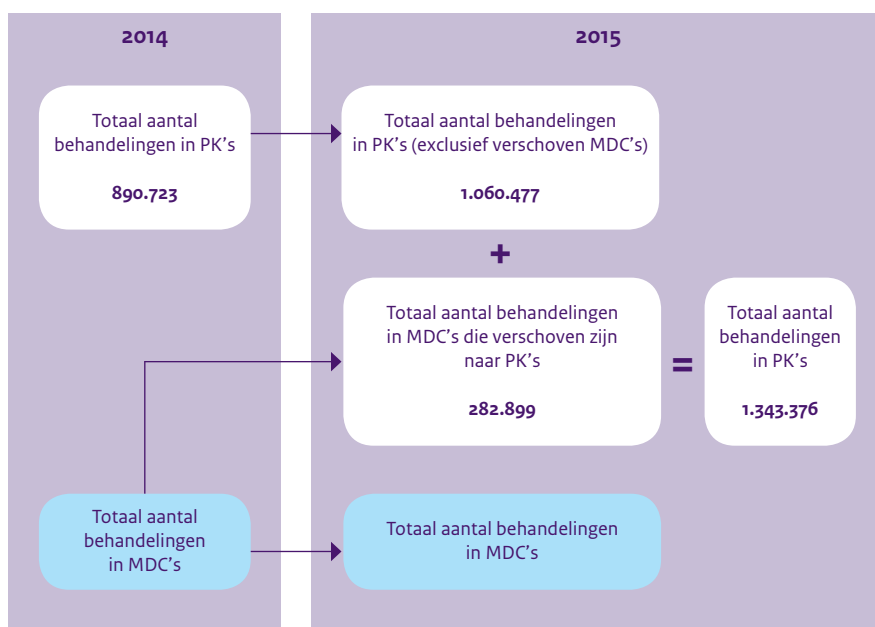 2014
2015
Totaal aantal
behandelingen in PK's
890.723
Totaal aantal behandelingen
in PK's (exclusief verschoven MDC's)
1.060.477
+
Totaal aantal behandelingen
in MDC's die verschoven zijn
naar PK's
282.899
=
Totaal aantal
behandelingen
in PK's
1.343.376
Totaal aantal
behandelingen
in MDC's
Totaal aantal behandelingen
in MDC's